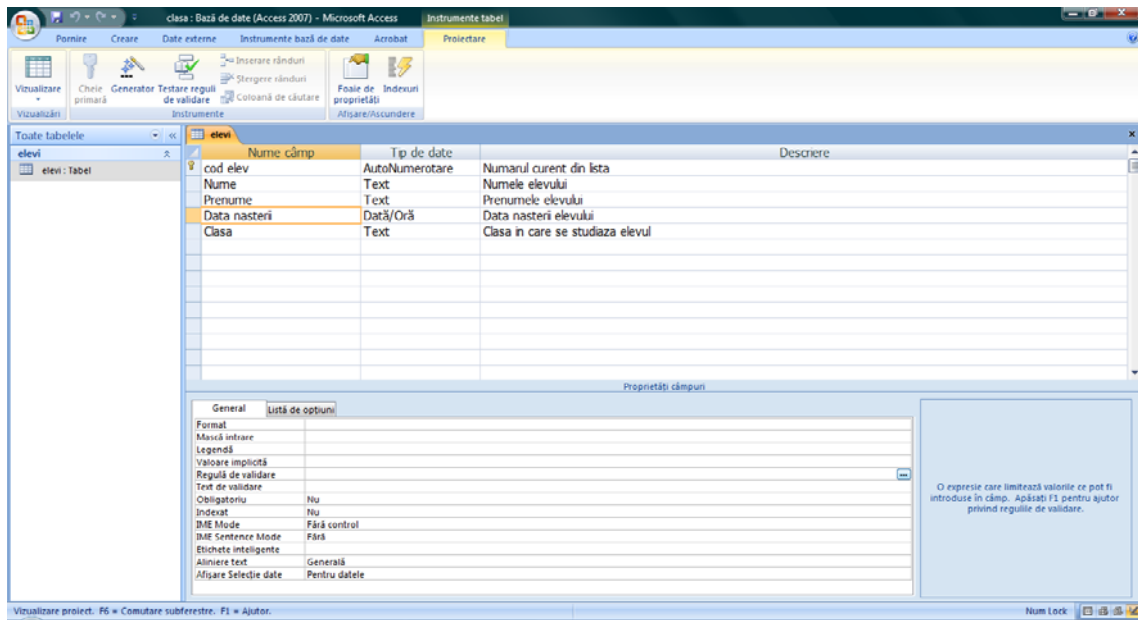 clasa : Bază de date (Access 2007) - Microsoft Access Instrumente tabel
Pornire Creare Date externe Instrumente bază de date Acrobat Proiectare
Vizualizare
Cheie primară
Generator
Testare reguli de validare
Inserare rânduri
Ștergere rânduri
Coloană de căutare
Foaie de proprietăți
Indexuri
Vizualizări Instrumente Afișare/Ascundere
Toate tabelele
elevi
elevi : Tabel
elevi
Nume câmp Tip de date Descriere
cod elev AutoNumerotare Numarul curent din lista
Nume Text Numele elevului
Prenume Text Prenumele elevului
Data nasterii Dată/Oră Data nasterii elevului
Clasa Text Clasa in care se studiaza elevul
Proprietăți câmpuri
General Listă de opțiuni
Format
Mască intrare
Legendă
Valoare implicită
Regulă de validare
Text de validare
Obligatoriu Nu
Indexat Nu
IME Mode Fără control
IME Sentence Mode Fără
Etichete inteligente
Aliniere text Generală
Afișare Selecție date Pentru datele
O expresie care limitează valorile ce pot fi
introduse în câmp. Apăsați F1 pentru ajutor
privind regulile de validare.
Vizualizare proiect. F6 = Comutare subferestre. F1 = Ajutor. Num Lock